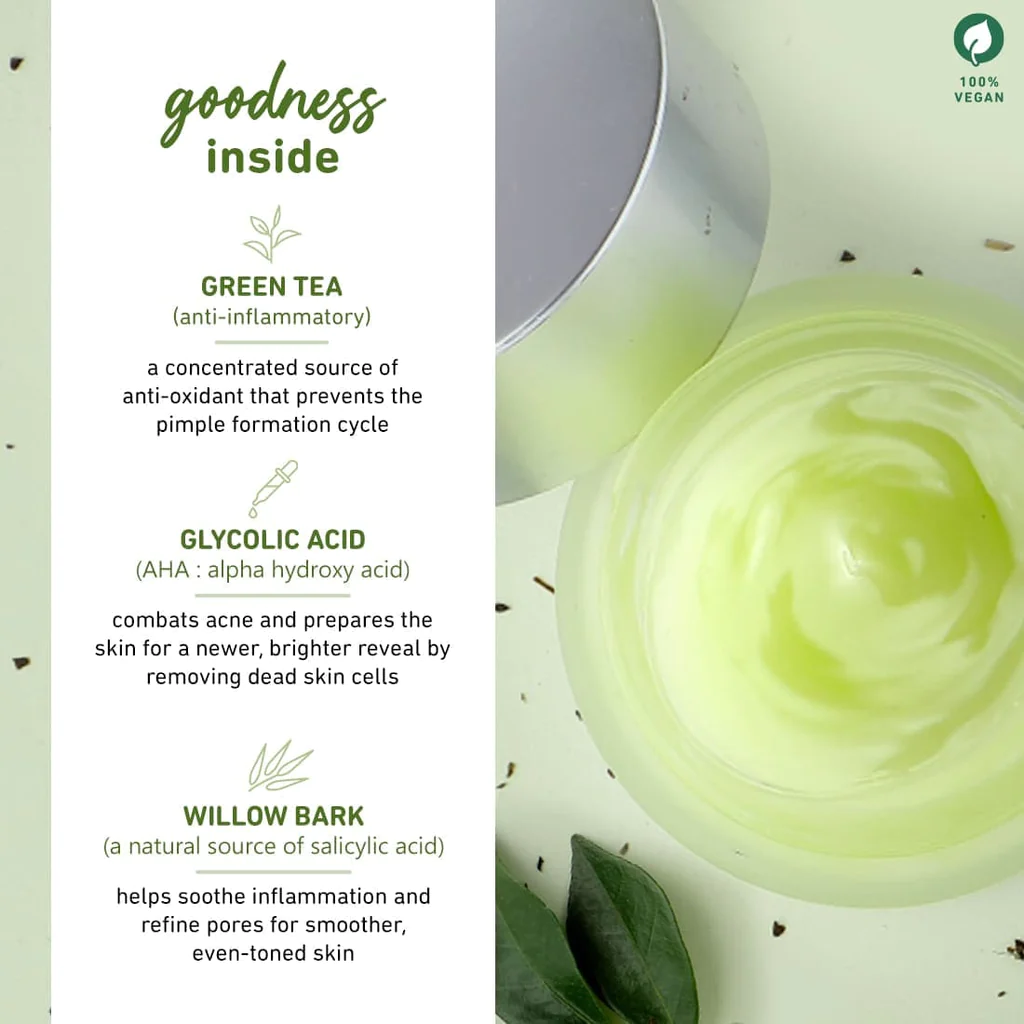 goodness
inside
GREEN TEA
(anti-inflammatory)
a concentrated source of
anti-oxidant that prevents the
pimple formation cycle
GLYCOLIC ACID
(AHA : alpha hydroxy acid)
combats acne and prepares the
skin for a newer, brighter reveal by
removing dead skin cells
WILLOW BARK
(a natural source of salicylic acid)
helps soothe inflammation and
refine pores for smoother,
even-toned skin
100%
VEGAN